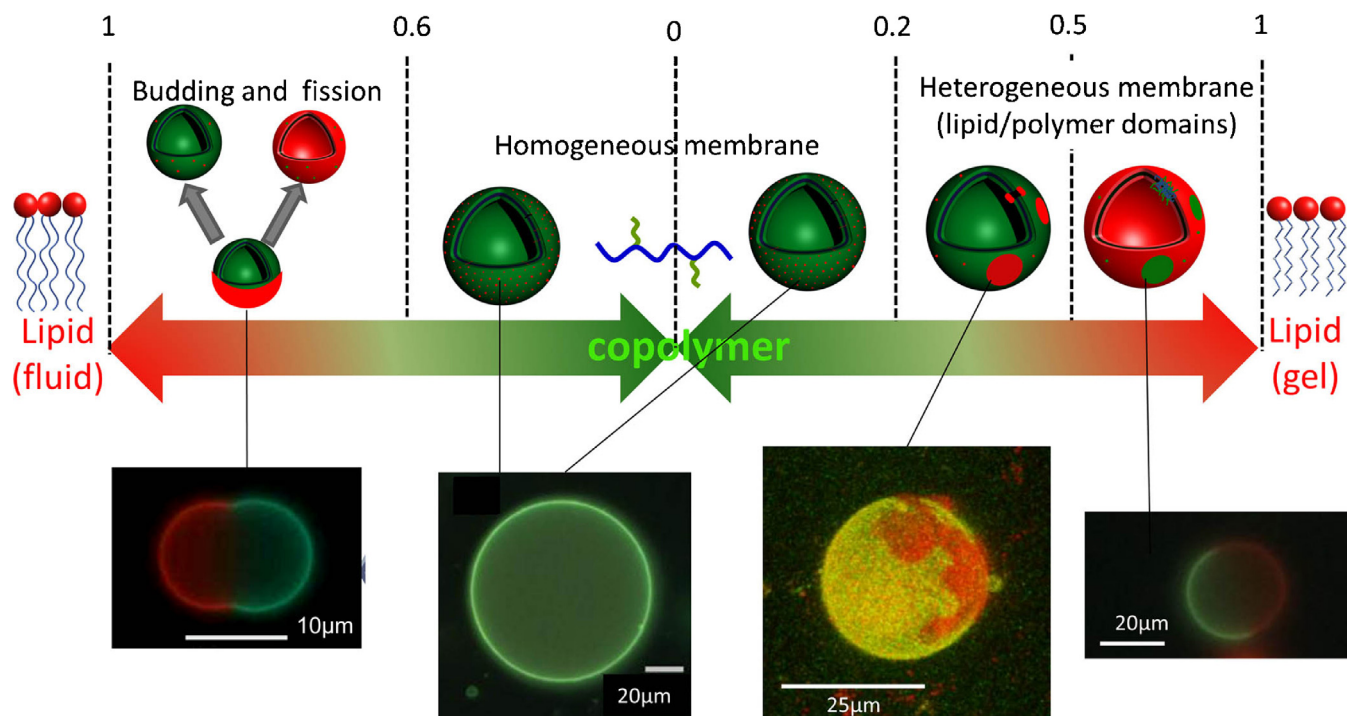 1
0.6
0
0.2
0.5
1
Budding and fission
Homogeneous membrane
Heterogeneous membrane
(lipid/polymer domains)
Lipid
(fluid)
copolymer
Lipid
(gel)
10µm
20µm
25µm
20µm